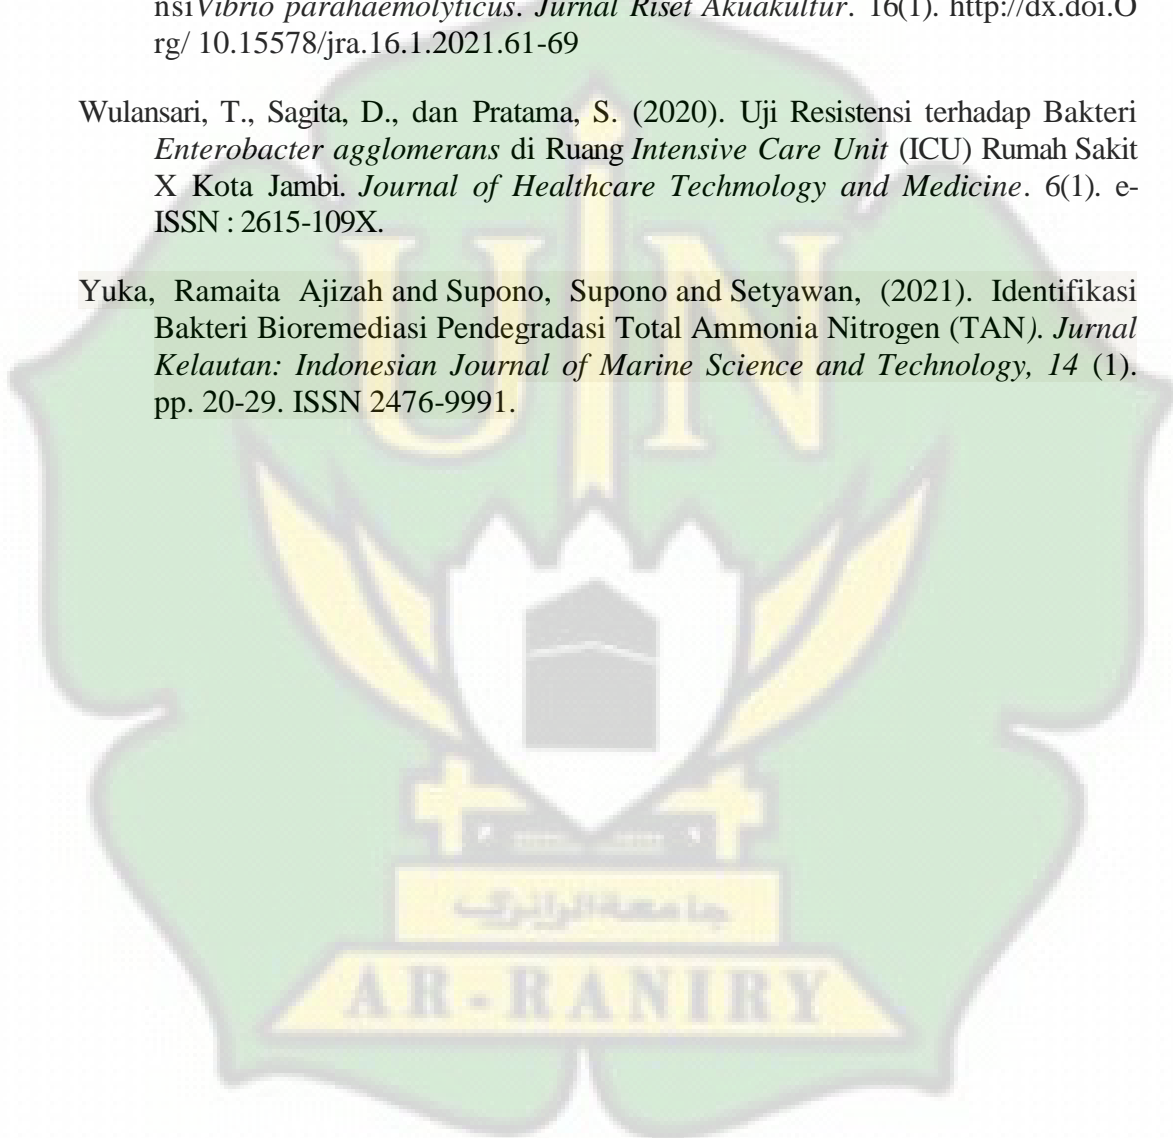 nsiVibrio parahaemolyticus. Jurnal Riset Akuakultur. 16(1). http://dx.doi.O
rg/ 10.15578/jra.16.1.2021.61-69
Wulansari, T., Sagita, D., dan Pratama, S. (2020). Uji Resistensi terhadap Bakteri
Enterobacter agglomerans di Ruang Intensive Care Unit (ICU) Rumah Sakit
X Kota Jambi. Journal of Healthcare Techmology and Medicine. 6(1). e-
ISSN : 2615-109X.
Yuka, Ramaita Ajizah and Supono, Supono and Setyawan, (2021). Identifikasi
Bakteri Bioremediasi Pendegradasi Total Ammonia Nitrogen (TAN). Jurnal
Kelautan: Indonesian Journal of Marine Science and Technology, 14 (1).
pp. 20-29. ISSN 2476-9991.
UIN
جامعة الرانري
AR-RANIRY